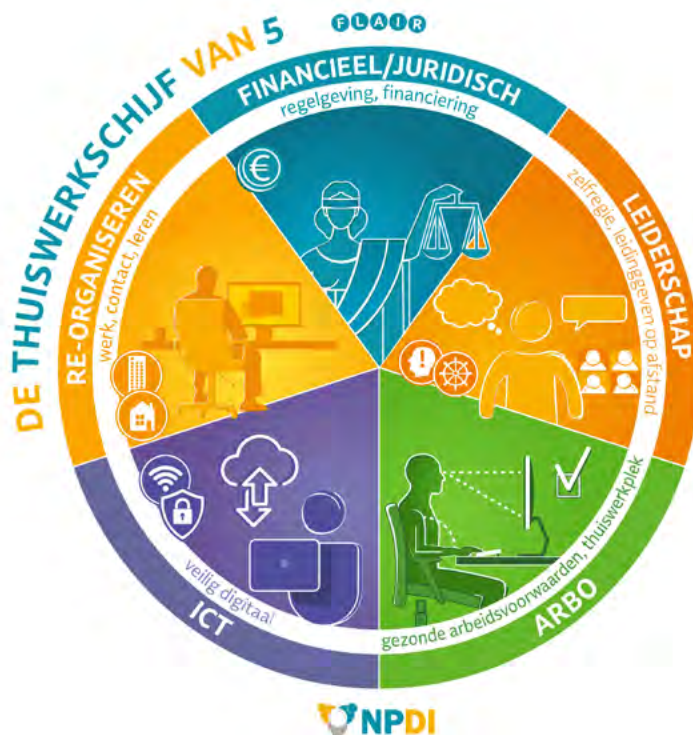 DE THUISWERKSCHIJF VAN 5
FLAIR
FINANCIEEL/JURIDISCH
regelgeving, financiering
LEIDERSCHAP
zelfregie, leidinggeven op afstand
ARBO
gezonde arbeidsvoorwaarden, thuiswerkplek
ICT
veilig digitaal
RE-ORGANISEREN
werk, contact, leren
€
!
NPDI